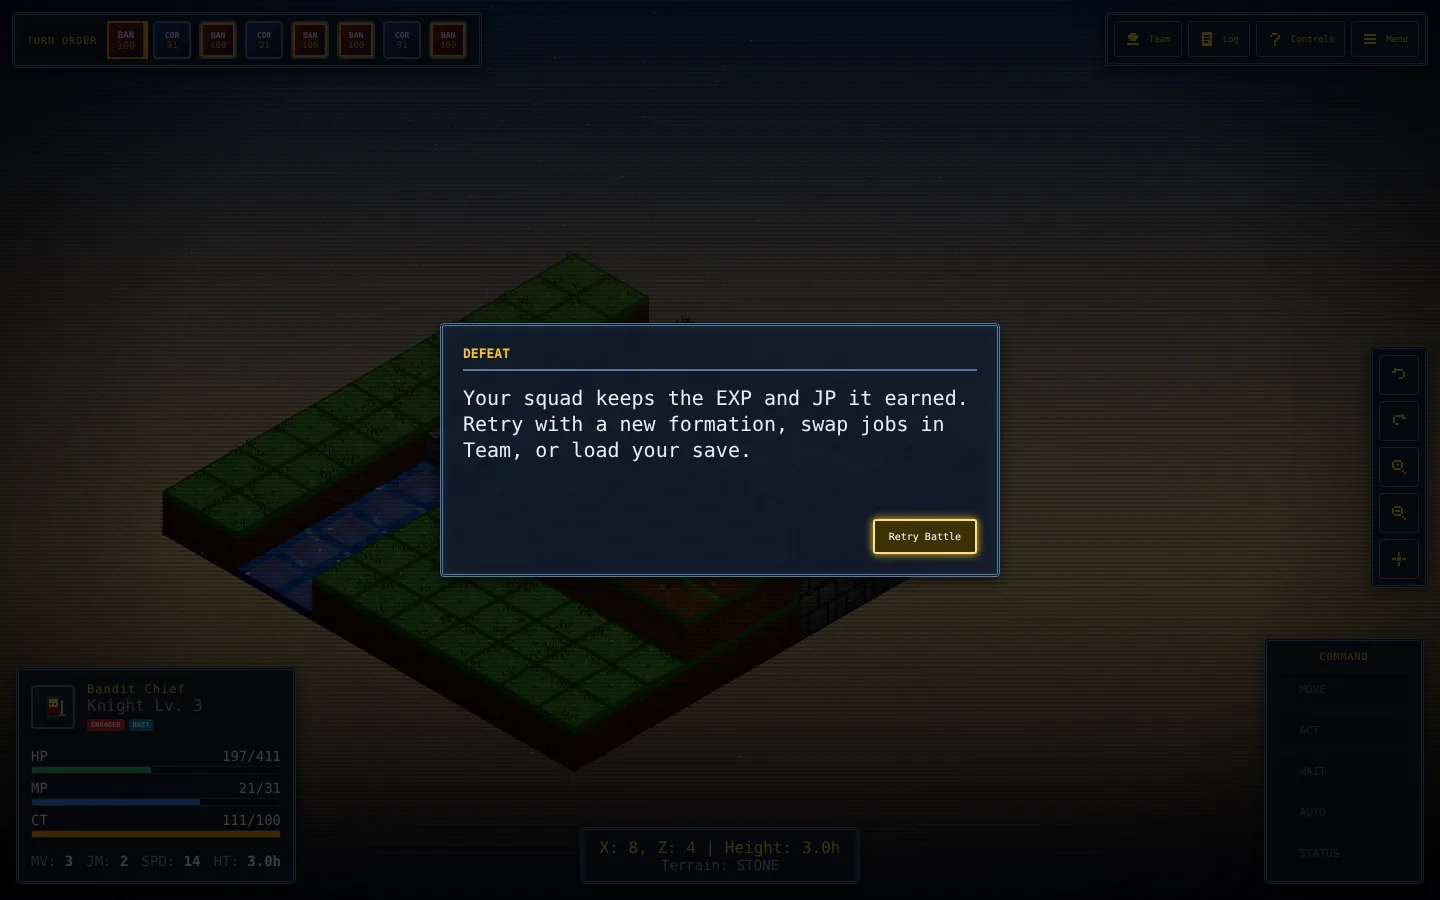 TURN ORDER
BAN 100
COR 91
BAN 100
COR 91
BAN 100
BAN 100
COR 91
BAN 100
Team
Log
Controls
Menu
DEFEAT
Your squad keeps the EXP and JP it earned.
Retry with a new formation, swap jobs in
Team, or load your save.
Retry Battle
Bandit Chief
Knight Lv. 3
ENRAGED HAST
HP 197/411
MP 21/31
CT 111/100
MV: 3 JM: 2 SPD: 14 HT: 3.0h
X: 8, Z: 4 | Height: 3.0h
Terrain: STONE
COMMAND
MOVE
ACT
WAIT
AUTO
STATUS